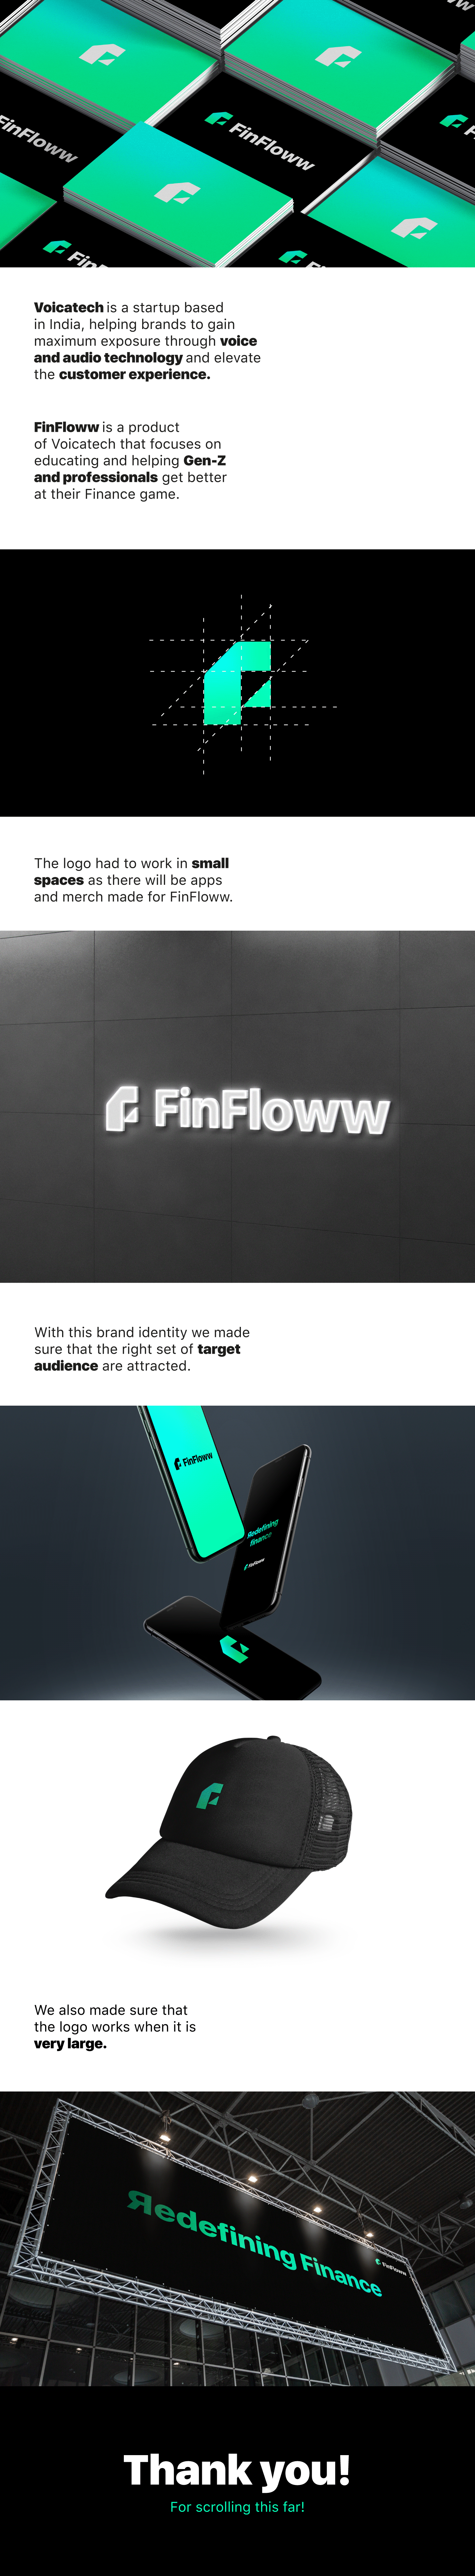 FinFloww
FinFloww
Voicatech is a startup based
in India, helping brands to gain
maximum exposure through voice
and audio technology and elevate
the customer experience.
FinFloww is a product
of Voicatech that focuses on
educating and helping Gen-Z
and professionals get better
at their Finance game.
The logo had to work in small
spaces as there will be apps
and merch made for FinFloww.
FinFloww
With this brand identity we made
sure that the right set of target
audience are attracted.
FinFloww
Redefining
finance
FinFloww
We also made sure that
the logo works when it is
very large.
FinFloww
Яedefining Finance
Thank you!
For scrolling this far!